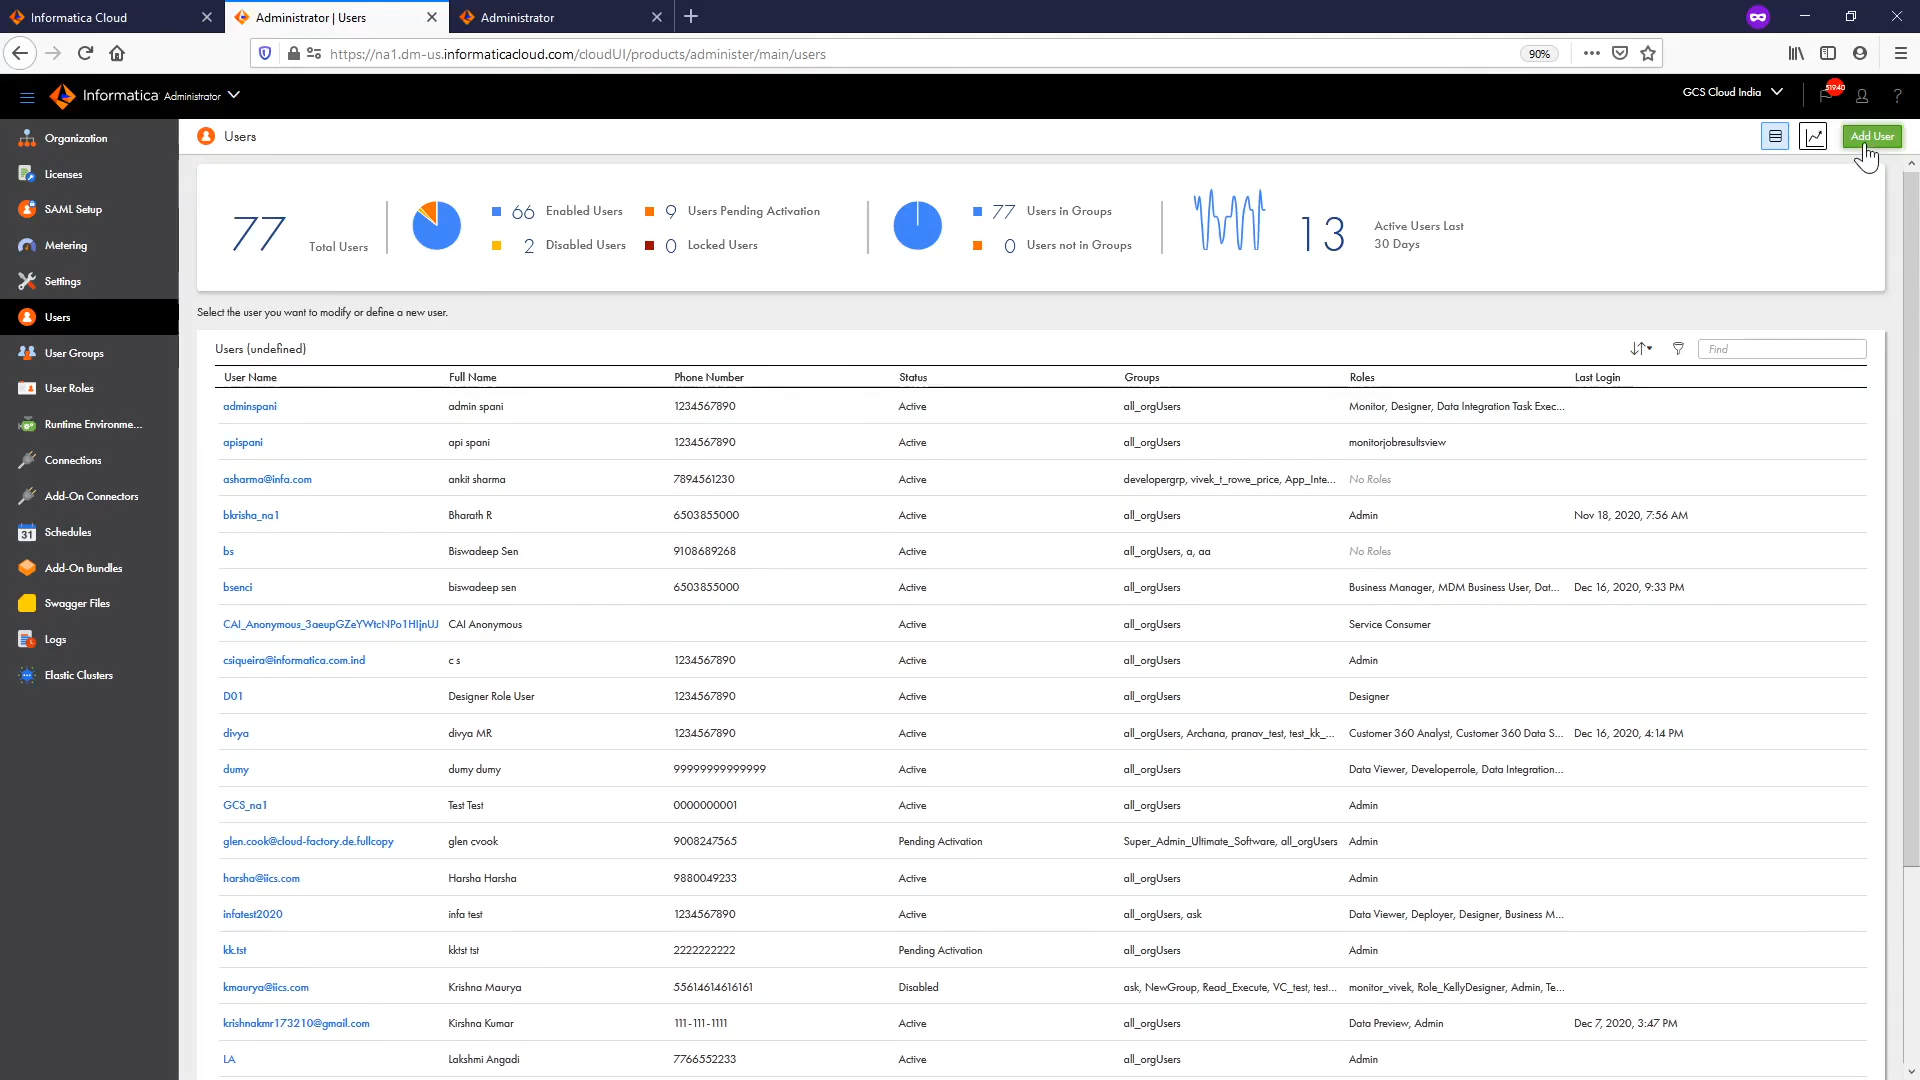 Informatica Cloud
Administrator | Users
Administrator
https://na1.dm-us.informaticacloud.com/cloudUI/products/administer/main/users
90%
Informatica Administrator
GCS Cloud India
51940
?
Organization
Licenses
SAML Setup
Metering
Settings
Users
User Groups
User Roles
Runtime Environme...
Connections
Add-On Connectors
31 Schedules
Add-On Bundles
Swagger Files
Logs
Elastic Clusters
Users
Add User
77 Total Users
66 Enabled Users
9 Users Pending Activation
2 Disabled Users
0 Locked Users
77 Users in Groups
0 Users not in Groups
13 Active Users Last
30 Days
Select the user you want to modify or define a new user.
Users (undefined)
Find
User Name Full Name Phone Number Status Groups Roles Last Login
adminspani admin spani 1234567890 Active all_orgUsers Monitor, Designer, Data Integration Task Exec...
apispani api spani 1234567890 Active all_orgUsers monitorjobresultsview
asharma@infa.com ankit sharma 7894561230 Active developergrp, vivek_t_rowe_price, App_Inte... No Roles
bkrisha_na1 Bharath R 6503855000 Active all_orgUsers Admin Nov 18, 2020, 7:56 AM
bs Biswadeep Sen 9108689268 Active all_orgUsers, a, aa No Roles
bsenci biswadeep sen 6503855000 Active all_orgUsers Business Manager, MDM Business User, Dat... Dec 16, 2020, 9:33 PM
CAI_Anonymous_3aeupGZeYWtcNPo1HIjnUJ CAI Anonymous Active all_orgUsers Service Consumer
csiqueira@informatica.com.ind c s 1234567890 Active all_orgUsers Admin
D01 Designer Role User 1234567890 Active all_orgUsers Designer
divya divya MR 1234567890 Active all_orgUsers, Archana, pranav_test, test_kk_... Customer 360 Analyst, Customer 360 Data S... Dec 16, 2020, 4:14 PM
dumy dumy dumy 99999999999999 Active all_orgUsers Data Viewer, Developerrole, Data Integration...
GCS_na1 Test Test 0000000001 Active all_orgUsers Admin
glen.cook@cloud-factory.de.fullcopy glen cvook 9008247565 Pending Activation Super_Admin_Ultimate_Software, all_orgUsers Admin
harsha@iics.com Harsha Harsha 9880049233 Active all_orgUsers Admin
infatest2020 infa test 1234567890 Active all_orgUsers, ask Data Viewer, Deployer, Designer, Business M...
kk.tst kktst tst 2222222222 Pending Activation all_orgUsers Admin
kmaurya@iics.com Krishna Maurya 55614614616161 Disabled ask, NewGroup, Read_Execute, VC_test, test... monitor_vivek, Role_KellyDesigner, Admin, Te...
krishnakmr173210@gmail.com Kirshna Kumar 111-111-1111 Active all_orgUsers Data Preview, Admin Dec 7, 2020, 3:47 PM
LA Lakshmi Angadi 7766552233 Active all_orgUsers Admin